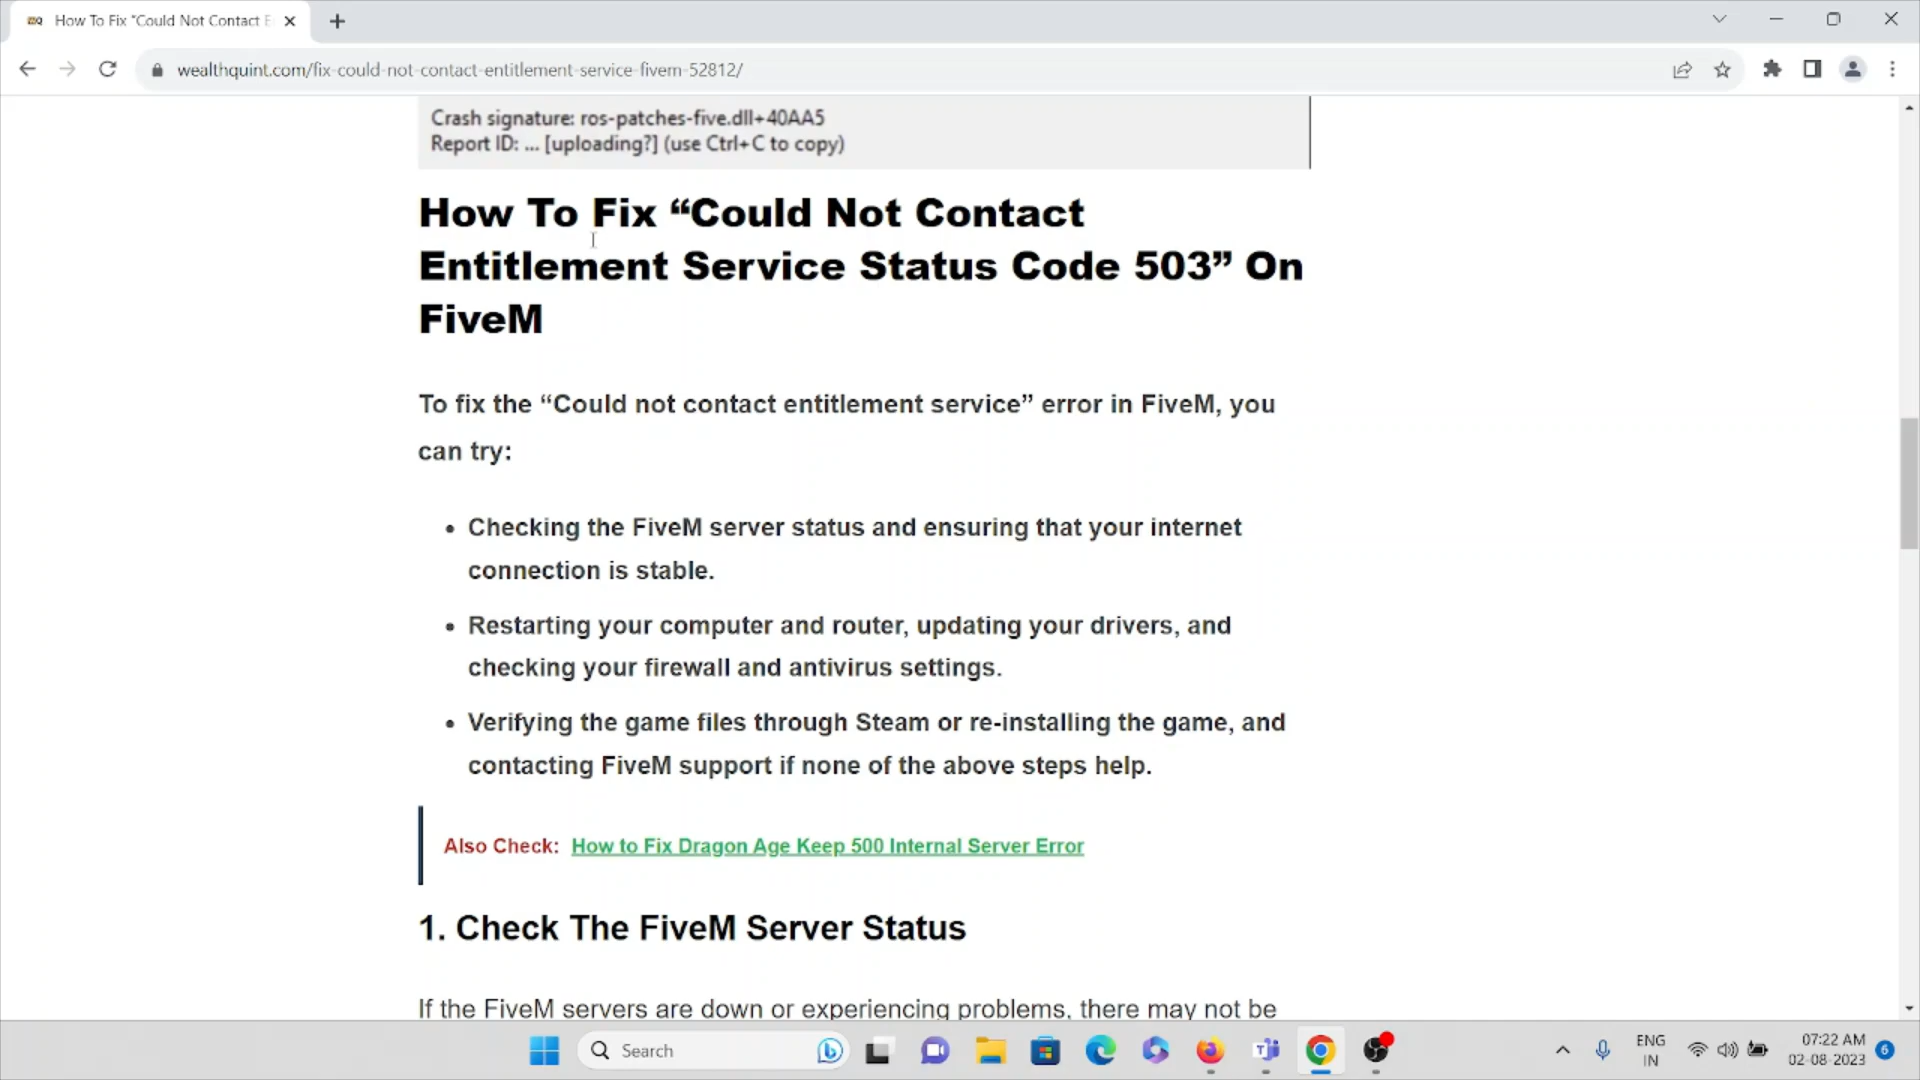 How To Fix "Could Not Contact E
wealthquint.com/fix-could-not-contact-entitlement-service-fivem-52812/
Crash signature: ros-patches-five.dll+40AA5
Report ID: ... [uploading?] (use Ctrl+C to copy)
How To Fix “Could Not Contact
Entitlement Service Status Code 503” On
FiveM
To fix the “Could not contact entitlement service” error in FiveM, you
can try:
• Checking the FiveM server status and ensuring that your internet
connection is stable.
• Restarting your computer and router, updating your drivers, and
checking your firewall and antivirus settings.
• Verifying the game files through Steam or re-installing the game, and
contacting FiveM support if none of the above steps help.
Also Check: How to Fix Dragon Age Keep 500 Internal Server Error
1. Check The FiveM Server Status
If the FiveM servers are down or experiencing problems, there may not be
Search
ENG
IN
07:22 AM
02-08-2023
6